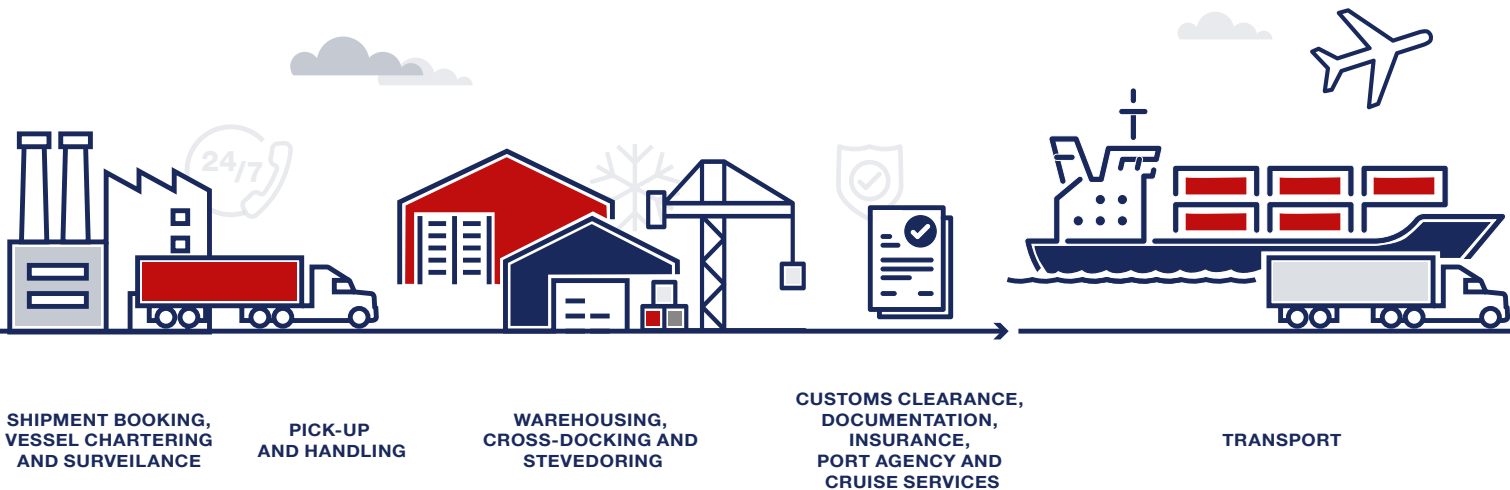 24/7
SHIPMENT BOOKING,
VESSEL CHARTERING
AND SURVEILANCE
PICK-UP
AND HANDLING
WAREHOUSING,
CROSS-DOCKING AND
STEVEDORING
CUSTOMS CLEARANCE,
DOCUMENTATION,
INSURANCE,
PORT AGENCY AND
CRUISE SERVICES
TRANSPORT